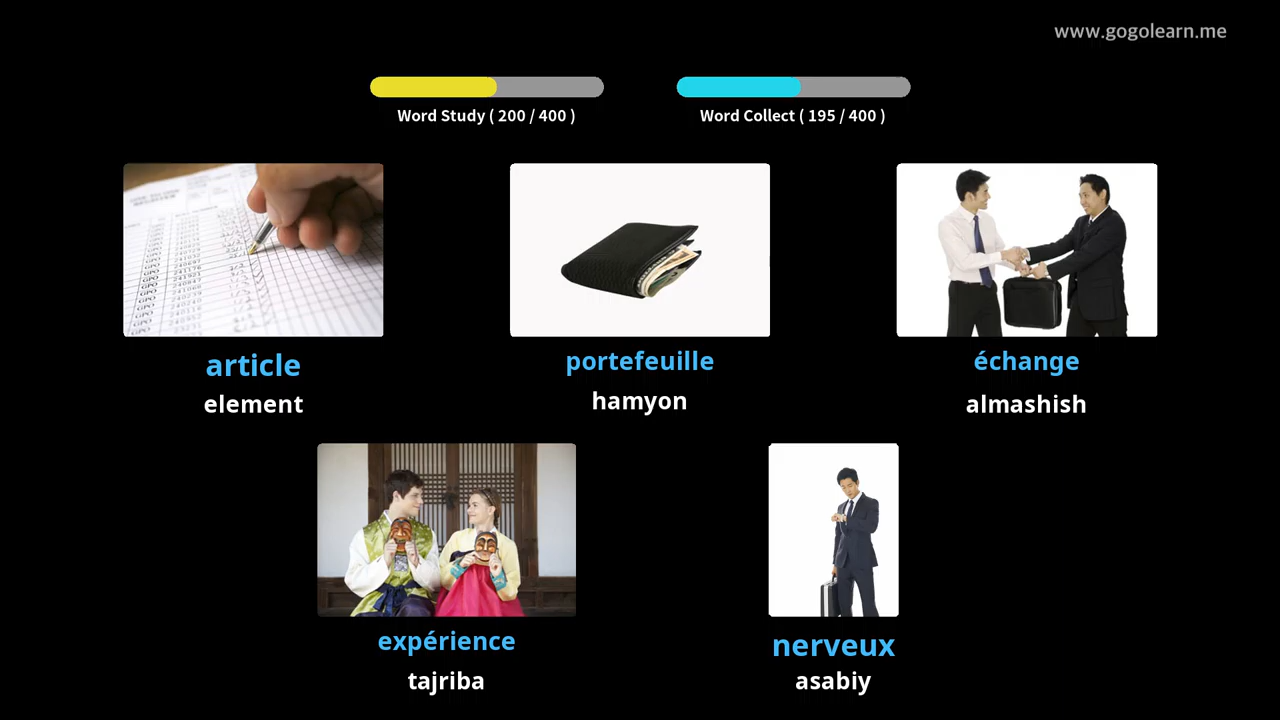 www.gogolearn.me
Word Study ( 200 / 400 )
Word Collect ( 195 / 400 )
article
element
portefeuille
hamyon
échange
almashish
expérience
tajriba
nerveux
asabiy